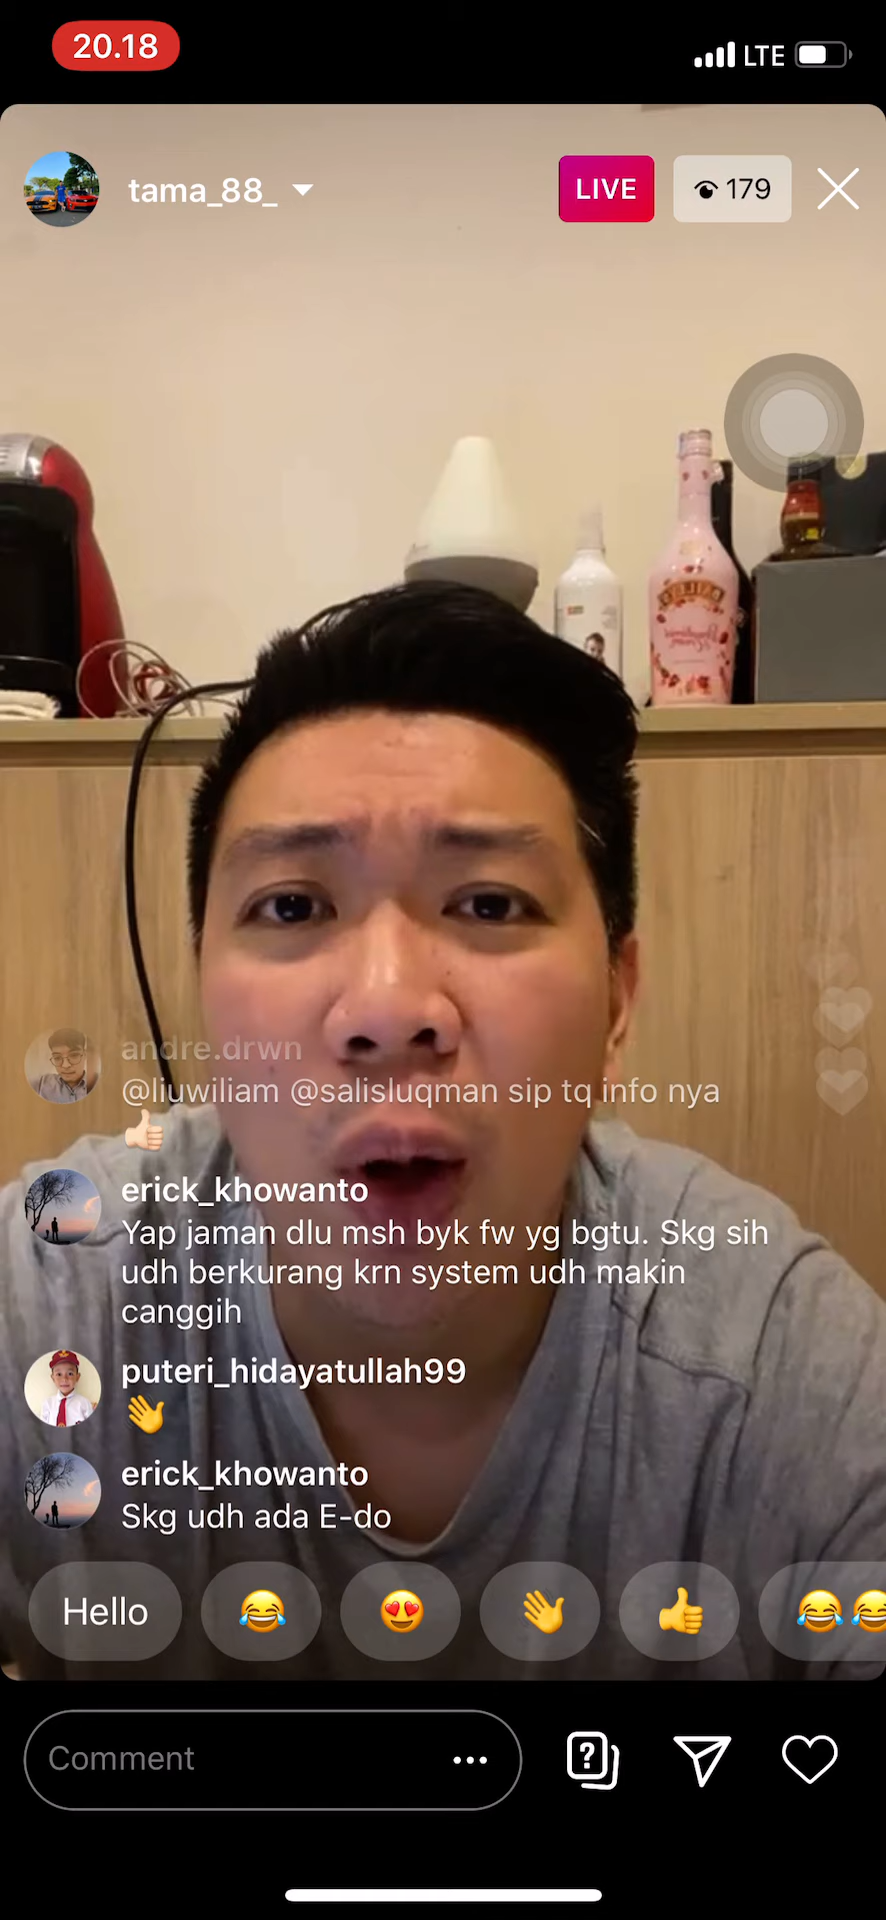 20.18
LTE
tama_88_
LIVE
179
BAILEYS
andre.drwn
@liuwiliam @salisluqman sip tq info nya
👍🏻
erick_khowanto
Yap jaman dlu msh byk fw yg bgtu. Skg sih
udh berkurang krn system udh makin
canggih
puteri_hidayatullah99
👋
erick_khowanto
Skg udh ada E-do
Hello 😂 😍 👋 👍 😂😂
Comment